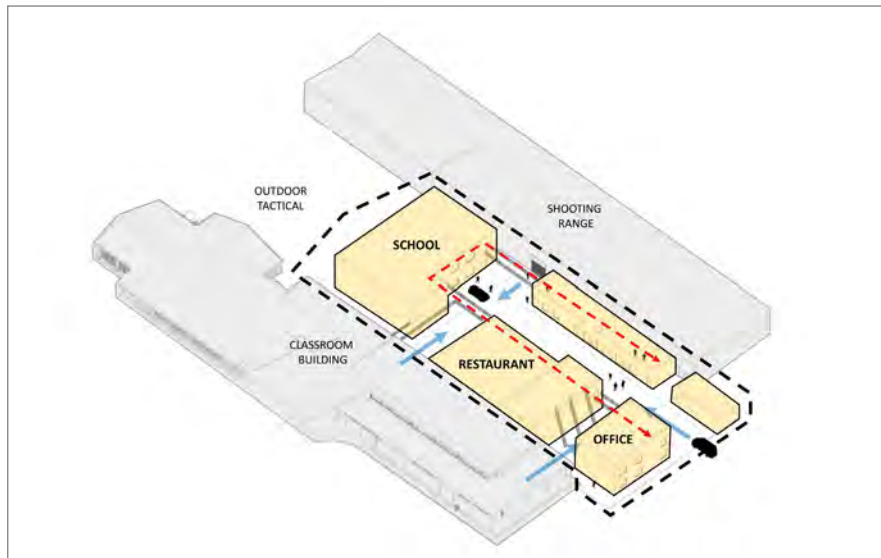 OUTDOOR
TACTICAL
SHOOTING
RANGE
SCHOOL
CLASSROOM
BUILDING
RESTAURANT
OFFICE